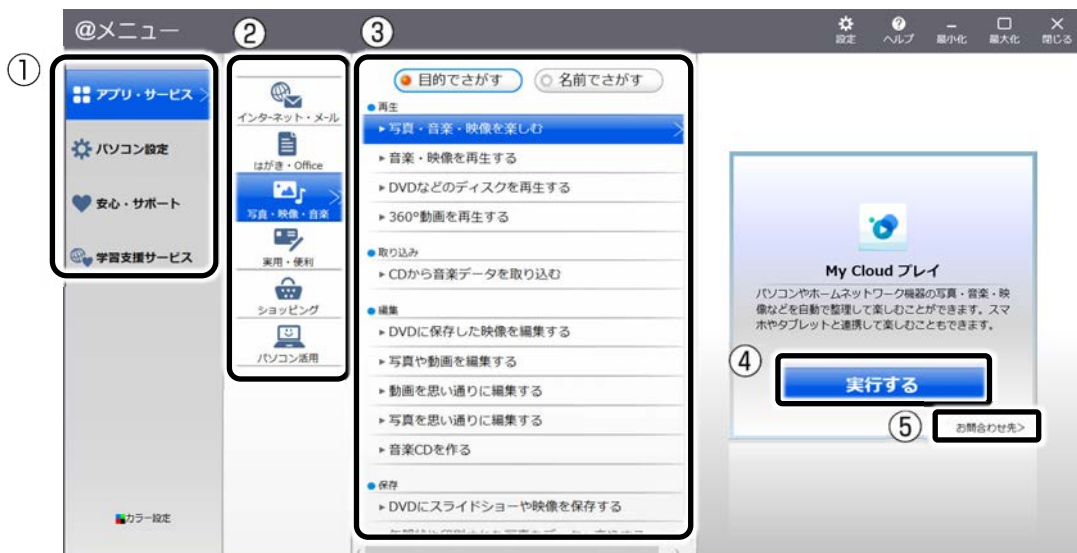 @メニュー
②
③
設定
ヘルプ
最小化
最大化
閉じる
①
アプリ・サービス
パソコン設定
安心・サポート
学習支援サービス
カラー設定
インターネット・メール
はがき・Office
写真・映像・音楽
実用・便利
ショッピング
パソコン活用
目的でさがす
名前でさがす
再生
写真・音楽・映像を楽しむ
音楽・映像を再生する
DVDなどのディスクを再生する
360°動画を再生する
取り込み
CDから音楽データを取り込む
編集
DVDに保存した映像を編集する
写真や動画を編集する
動画を思い通りに編集する
写真を思い通りに編集する
音楽CDを作る
保存
DVDにスライドショーや映像を保存する
My Cloud プレイ
パソコンやホームネットワーク機器の写真・音楽・映
像などを自動で整理して楽しむことができます。スマ
ホやタブレットと連携して楽しむこともできます。
④
実行する
⑤
お問合わせ先>